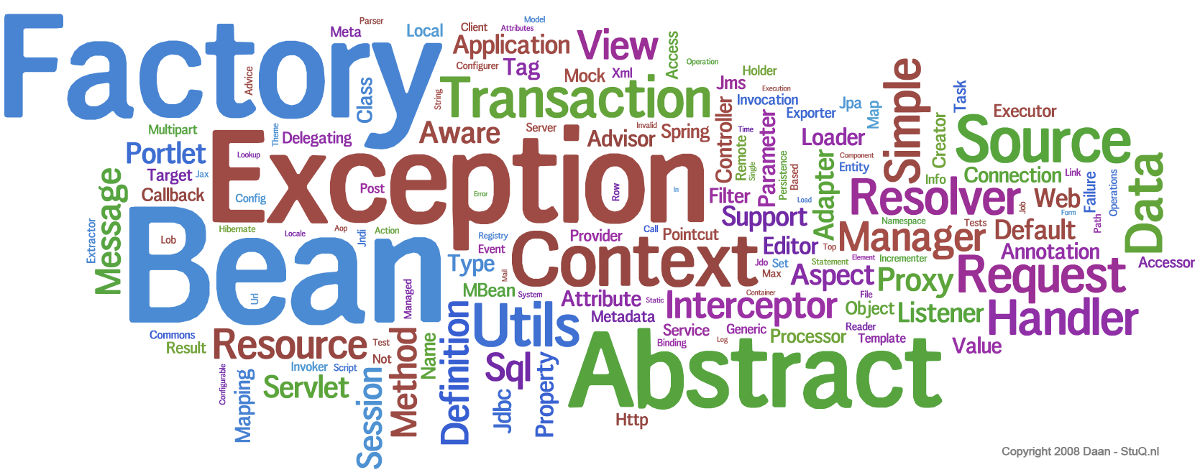 Factory
Parser
Meta
Local
Client
Model
Attributes
Application
View
Access
Operation
Configurer
Tag
Mock
Xml
Holder
Advice
Class
String
Transaction
Jms
Execution
Invocation
Jpa
Map
Simple
Task
Executor
Multipart
Theme
Delegating
Aware
Server
Advisor
Invalid
Spring
Controller
Time
Exporter
Loader
Creator
Source
Portlet
Lookup
Exception
Remote
Single
Parameter
Persistence
Based
Adapter
Component
Entity
Info
Connection
Link
Data
Message
Target
Jax
Callback
Config
Post
Error
Row
In
Filter
Load
Resolver
Job
Web
Failure
Operations
Support
Namespace
Tests
Form
Path
Extractor
Lob
Hibernate
Locale
Aop
Jndi
Action
Registry
Event
Provider
Call
Pointcut
Editor
Top
Manager
Default
Annotation
Accessor
Bean
Url
Managed
Type
Mail
Context
Jdo
Set
Max
Statement
Element
Incrementer
Aspect
Proxy
Request
MBean
System
Attribute
Static
Metadata
Interceptor
Container
File
Object
Listener
Handler
Commons
Result
Resource
Test
Not
Method
Name
Definition
Utils
Service
Binding
Generic
Log
Processor
Reader
Template
Value
Configurable
Mapping
Invoker
Script
Servlet
Session
Sql
Jdbc
Property
Abstract
Http
Copyright 2008 Daan - StuQ.nl